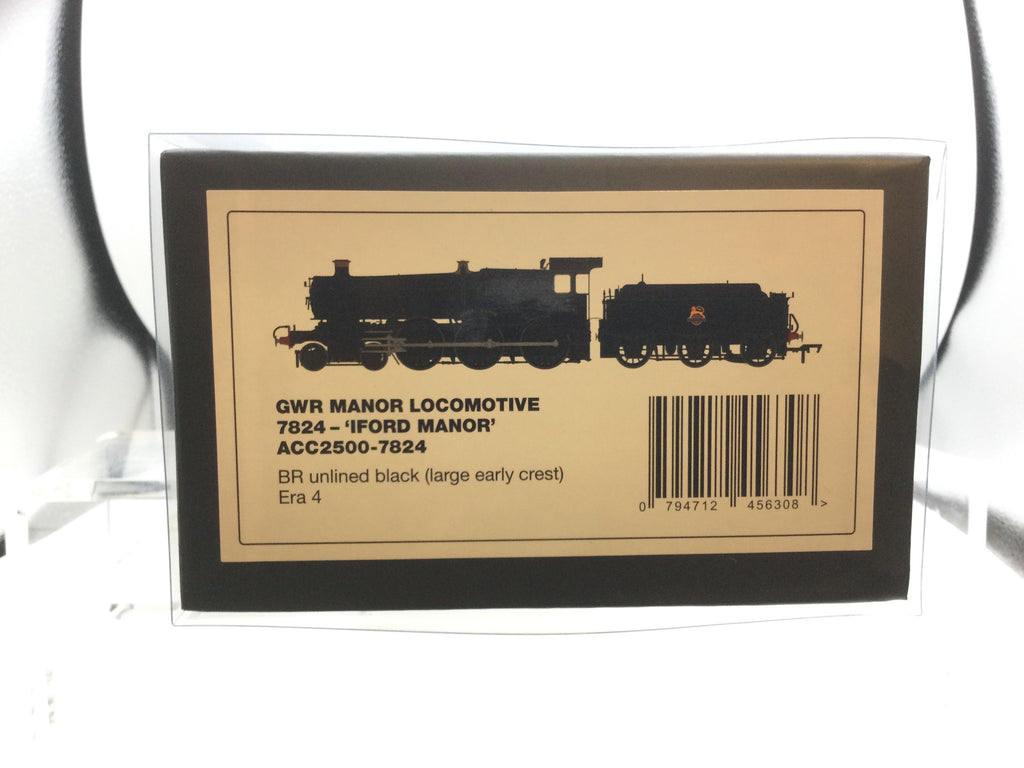 GWR MANOR LOCOMOTIVE
7824 – ‘IFORD MANOR’
ACC2500-7824
BR unlined black (large early crest)
Era 4
0 794712 456308 >